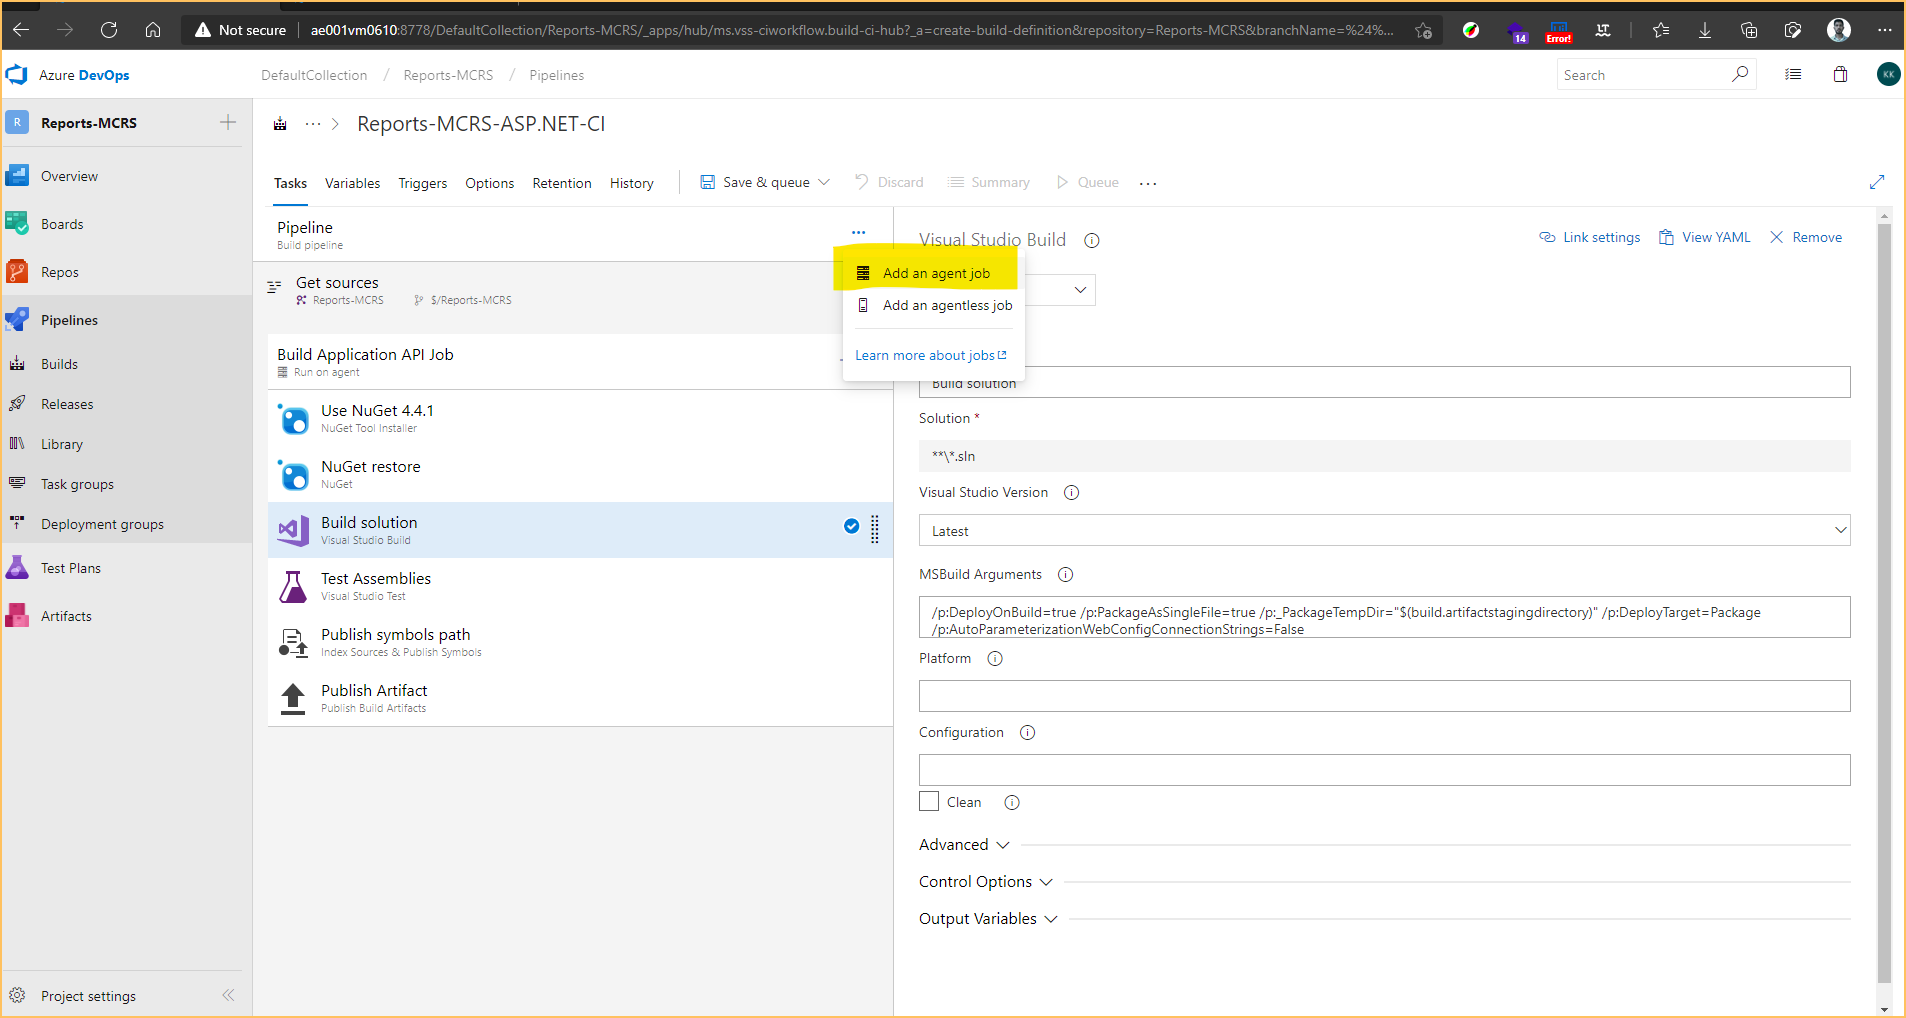 Not secure
ae001vm0610:8778/DefaultCollection/Reports-MCRS/_apps/hub/ms.vss-ciworkflow.build-ci-hub?_a=create-build-definition&repository=Reports-MCRS&branchName=%24%...
14
Error!
Azure DevOps
DefaultCollection / Reports-MCRS / Pipelines
Search
KK
R
Reports-MCRS
Reports-MCRS-ASP.NET-CI
Overview
Boards
Repos
Pipelines
Builds
Releases
Library
Task groups
Deployment groups
Test Plans
Artifacts
Project settings
Tasks
Variables
Triggers
Options
Retention
History
Save & queue
Discard
Summary
Queue
Pipeline
Build pipeline
Get sources
Reports-MCRS
$/Reports-MCRS
Build Application API Job
Run on agent
Use NuGet 4.4.1
NuGet Tool Installer
NuGet restore
NuGet
Build solution
Visual Studio Build
Test Assemblies
Visual Studio Test
Publish symbols path
Index Sources & Publish Symbols
Publish Artifact
Publish Build Artifacts
Add an agent job
Add an agentless job
Learn more about jobs
Visual Studio Build
Link settings
View YAML
Remove
Build solution
Solution *
**\*.sln
Visual Studio Version
Latest
MSBuild Arguments
/p:DeployOnBuild=true /p:PackageAsSingleFile=true /p:_PackageTempDir="$(build.artifactstagingdirectory)" /p:DeployTarget=Package
/p:AutoParameterizationWebConfigConnectionStrings=False
Platform
Configuration
Clean
Advanced
Control Options
Output Variables